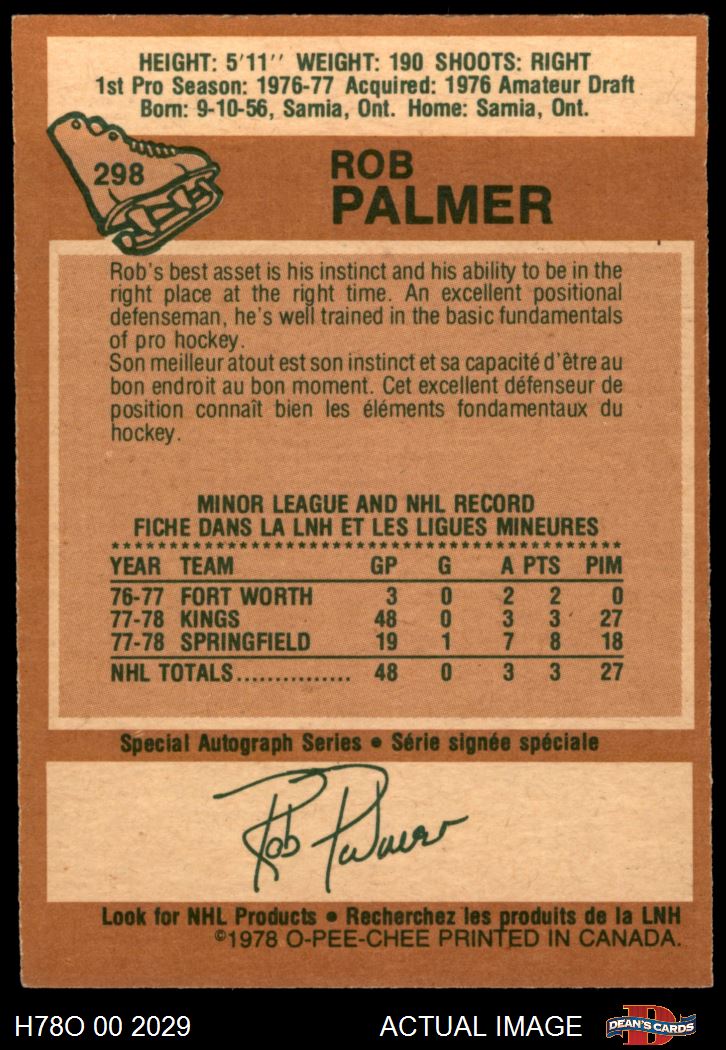 HEIGHT: 5'11'' WEIGHT: 190 SHOOTS: RIGHT
1st Pro Season: 1976-77 Acquired: 1976 Amateur Draft
Born: 9-10-56, Sarnia, Ont. Home: Sarnia, Ont.
298
ROB
PALMER
Rob's best asset is his instinct and his ability to be in the
right place at the right time. An excellent positional
defenseman, he's well trained in the basic fundamentals
of pro hockey.
Son meilleur atout est son instinct et sa capacité d'être au
bon endroit au bon moment. Cet excellent défenseur de
position connaît bien les éléments fondamentaux du
hockey.
MINOR LEAGUE AND NHL RECORD
FICHE DANS LA LNH ET LES LIGUES MINEURES
YEAR TEAM GP G A PTS PIM
76-77 FORT WORTH 3 0 2 2 0
77-78 KINGS 48 0 3 3 27
77-78 SPRINGFIELD 19 1 7 8 18
NHL TOTALS............... 48 0 3 3 27
Special Autograph Series • Série signée spéciale
Rob Palmer
Look for NHL Products • Recherchez les produits de la LNH
©1978 O-PEE-CHEE PRINTED IN CANADA.
H78O 00 2029 ACTUAL IMAGE D DEAN'S CARDS